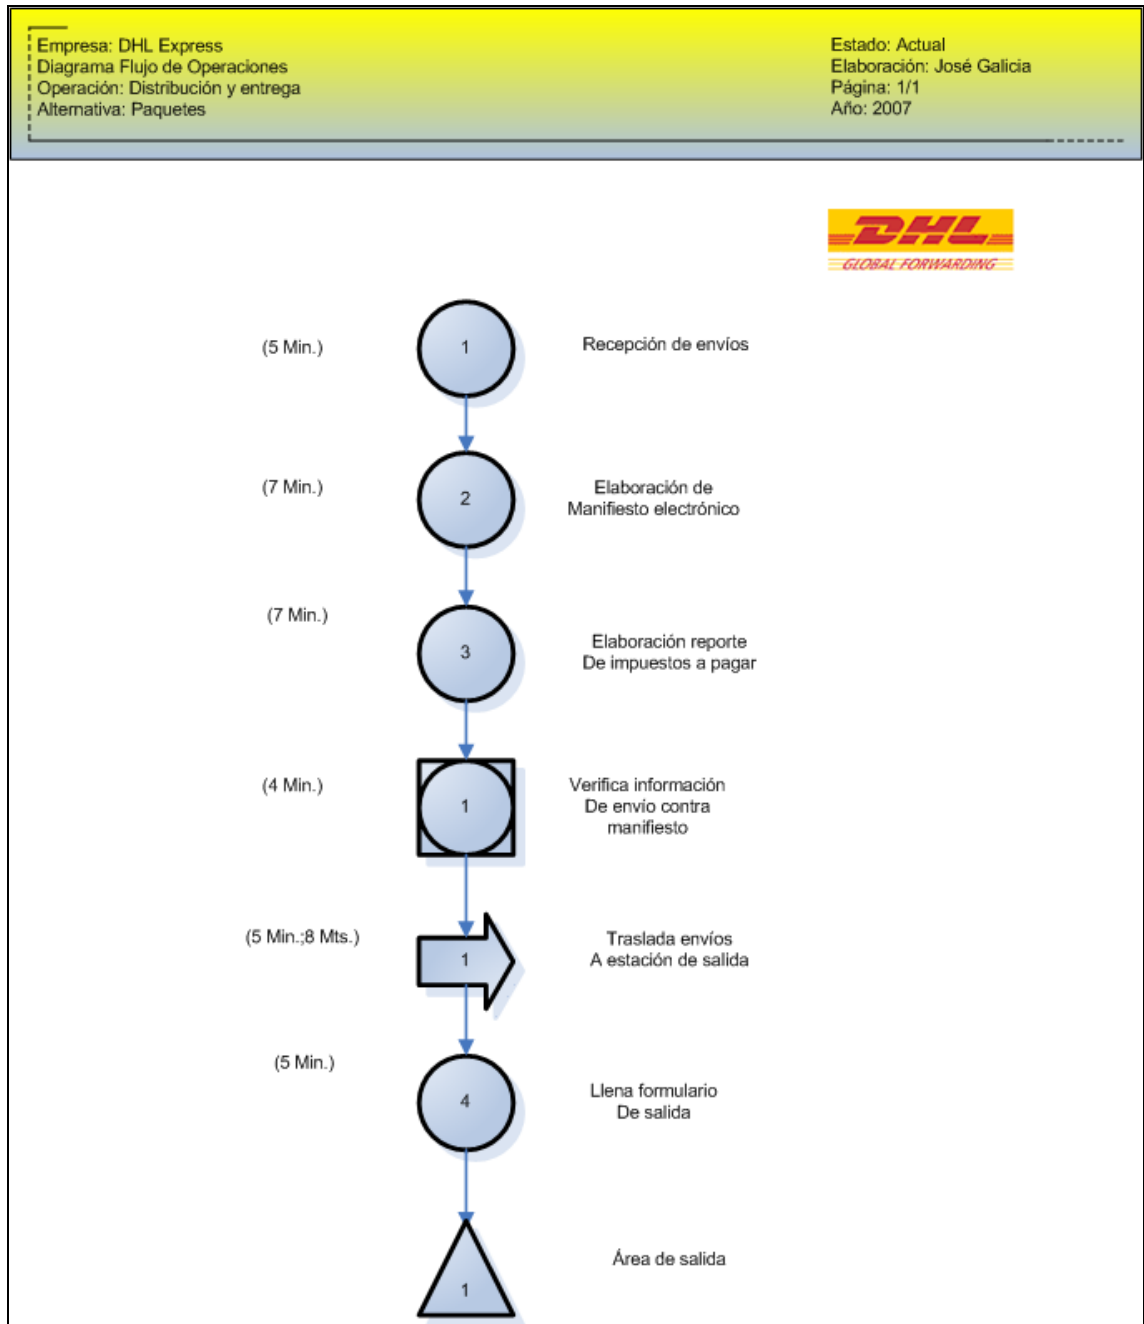 Empresa: DHL Express
Diagrama Flujo de Operaciones
Operación: Distribución y entrega
Alternativa: Paquetes
Estado: Actual
Elaboración: José Galicia
Página: 1/1
Año: 2007
DHL
GLOBAL FORWARDING
(5 Min.)
1
Recepción de envíos
(7 Min.)
2
Elaboración de
Manifiesto electrónico
(7 Min.)
3
Elaboración reporte
De impuestos a pagar
(4 Min.)
1
Verifica información
De envío contra
manifiesto
(5 Min.;8 Mts.)
1
Traslada envíos
A estación de salida
(5 Min.)
4
Llena formulario
De salida
1
Área de salida